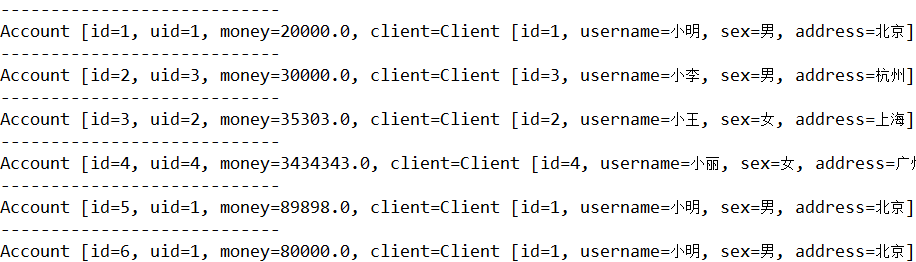 ----------------------------
Account [id=1, uid=1, money=20000.0, client=Client [id=1, username=小明, sex=男, address=北京]
----------------------------
Account [id=2, uid=3, money=30000.0, client=Client [id=3, username=小李, sex=男, address=杭州]
----------------------------
Account [id=3, uid=2, money=35303.0, client=Client [id=2, username=小王, sex=女, address=上海]
----------------------------
Account [id=4, uid=4, money=3434343.0, client=Client [id=4, username=小丽, sex=女, address=广
----------------------------
Account [id=5, uid=1, money=89898.0, client=Client [id=1, username=小明, sex=男, address=北京]
----------------------------
Account [id=6, uid=1, money=80000.0, client=Client [id=1, username=小明, sex=男, address=北京]